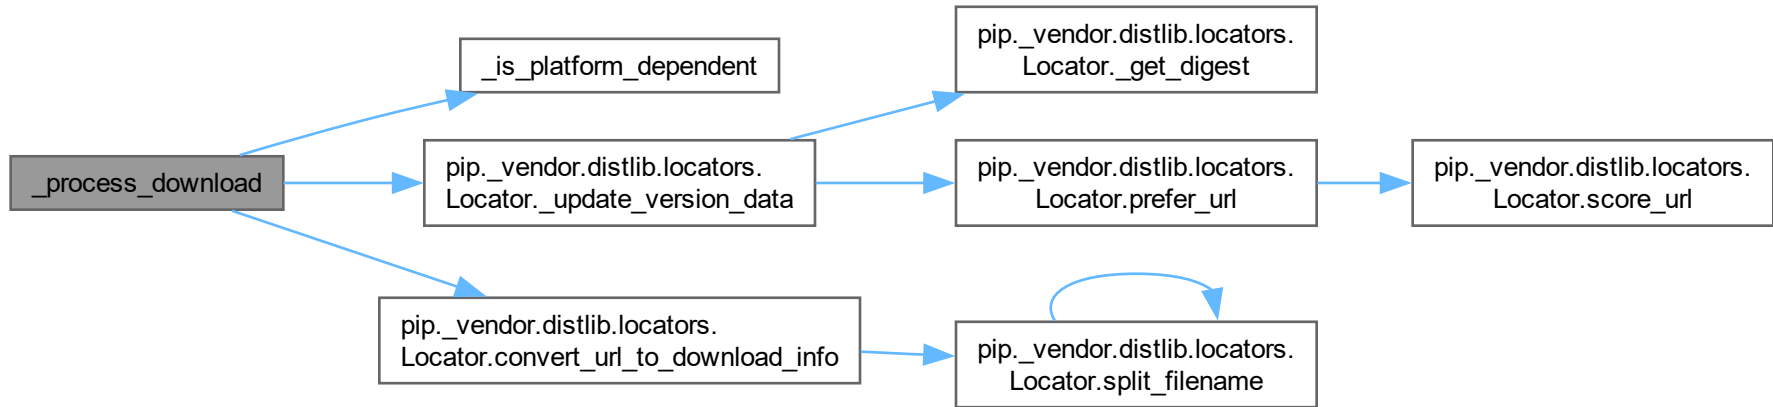 _process_download
_is_platform_dependent
pip._vendor.distlib.locators.
Locator._update_version_data
pip._vendor.distlib.locators.
Locator.convert_url_to_download_info
pip._vendor.distlib.locators.
Locator._get_digest
pip._vendor.distlib.locators.
Locator.prefer_url
pip._vendor.distlib.locators.
Locator.split_filename
pip._vendor.distlib.locators.
Locator.score_url